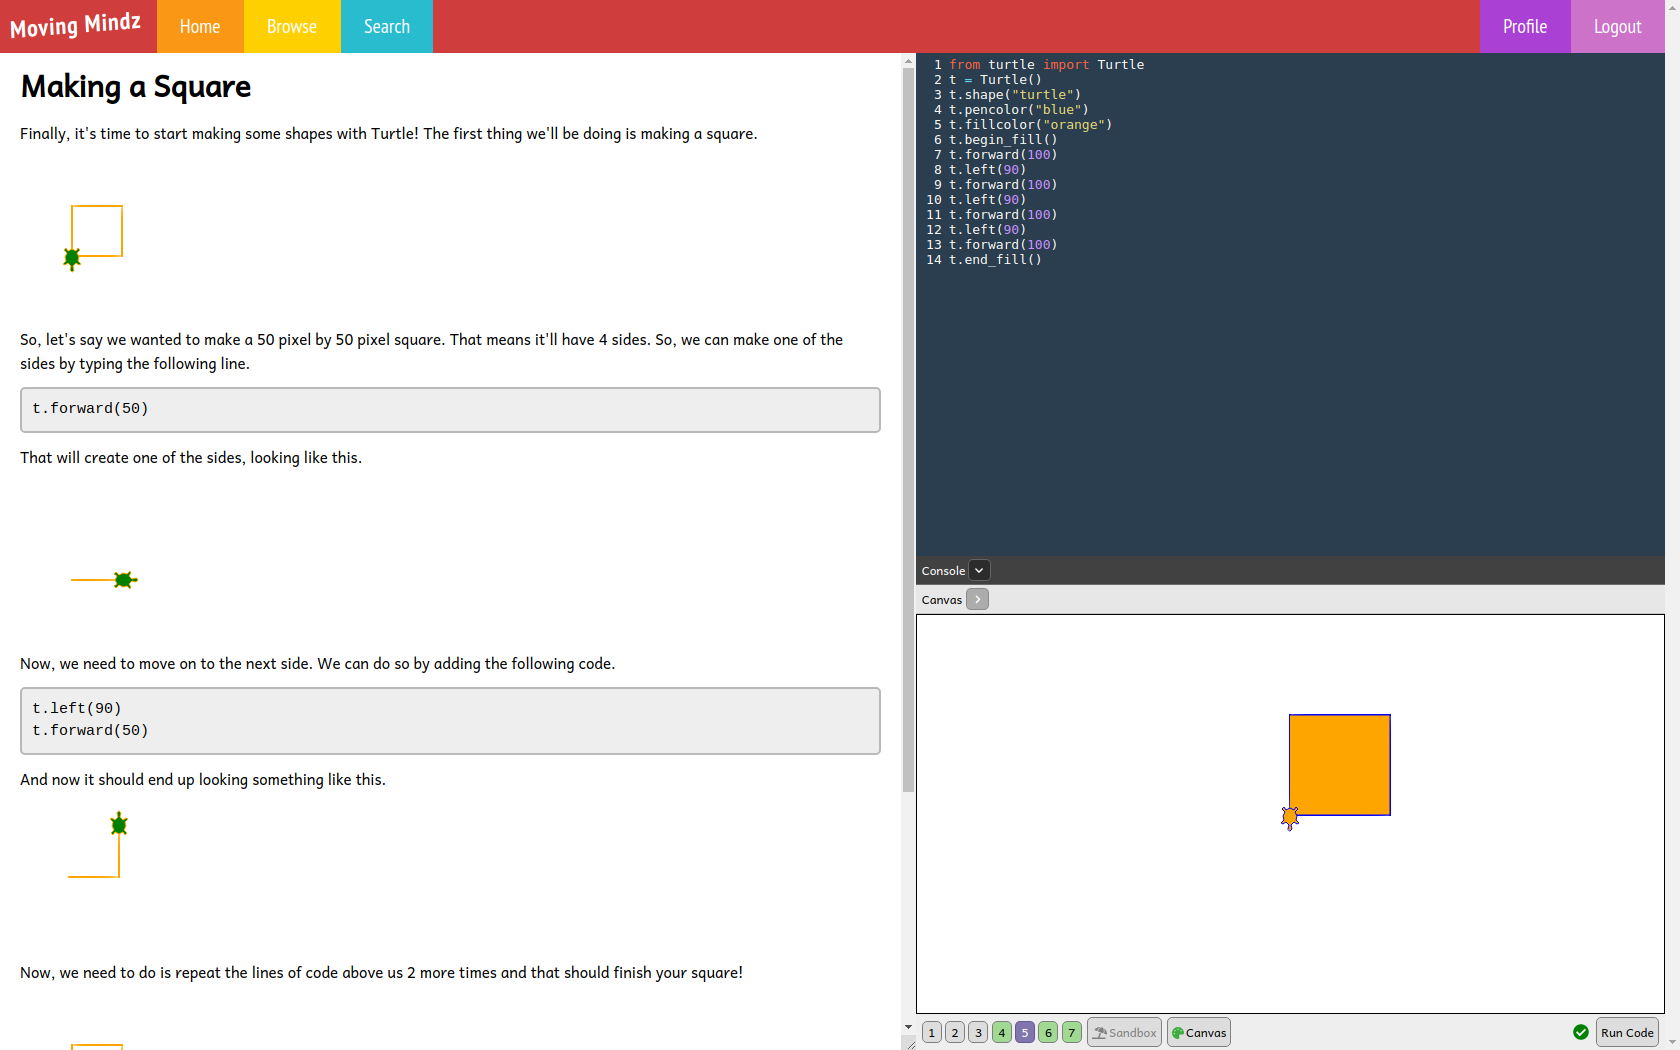 Moving Mindz
Home
Browse
Search
Profile
Logout
Making a Square
Finally, it's time to start making some shapes with Turtle! The first thing we'll be doing is making a square.
So, let's say we wanted to make a 50 pixel by 50 pixel square. That means it'll have 4 sides. So, we can make one of the
sides by typing the following line.
t.forward(50)
That will create one of the sides, looking like this.
Now, we need to move on to the next side. We can do so by adding the following code.
t.left(90)
t.forward(50)
And now it should end up looking something like this.
Now, we need to do is repeat the lines of code above us 2 more times and that should finish your square!
1 from turtle import Turtle
2 t = Turtle()
3 t.shape("turtle")
4 t.pencolor("blue")
5 t.fillcolor("orange")
6 t.begin_fill()
7 t.forward(100)
8 t.left(90)
9 t.forward(100)
10 t.left(90)
11 t.forward(100)
12 t.left(90)
13 t.forward(100)
14 t.end_fill()
Console
Canvas
1 2 3 4 5 6 7 Sandbox Canvas Run Code